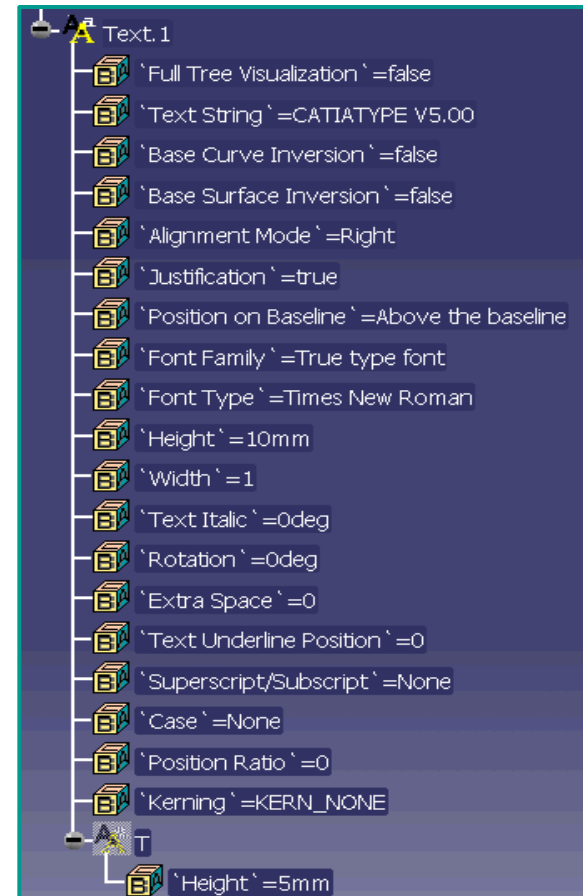 Text.1
`Full Tree Visualization`=false
`Text String`=CATIATYPE V5.00
`Base Curve Inversion`=false
`Base Surface Inversion`=false
`Alignment Mode`=Right
`Justification`=true
`Position on Baseline`=Above the baseline
`Font Family`=True type font
`Font Type`=Times New Roman
`Height`=10mm
`Width`=1
`Text Italic`=0deg
`Rotation`=0deg
`Extra Space`=0
`Text Underline Position`=0
`Superscript/Subscript`=None
`Case`=None
`Position Ratio`=0
`Kerning`=KERN_NONE
T
`Height`=5mm